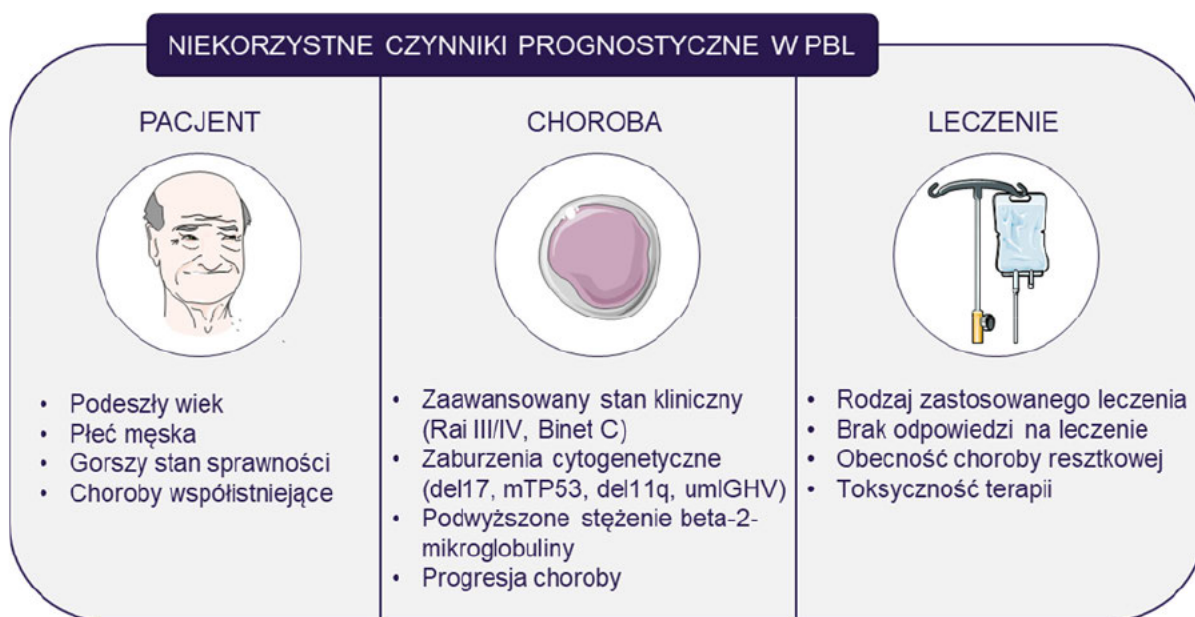 NIEKORZYSTNE CZYNNIKI PROGNOSTYCZNE W PBL
PACJENT
• Podeszły wiek
• Płeć męska
• Gorszy stan sprawności
• Choroby współistniejące
CHOROBA
• Zaawansowany stan kliniczny
(Rai III/IV, Binet C)
• Zaburzenia cytogenetyczne
(del17, mTP53, del11q, umIGHV)
• Podwyższone stężenie beta-2-
mikroglobuliny
• Progresja choroby
LECZENIE
• Rodzaj zastosowanego leczenia
• Brak odpowiedzi na leczenie
• Obecność choroby resztkowej
• Toksyczność terapii